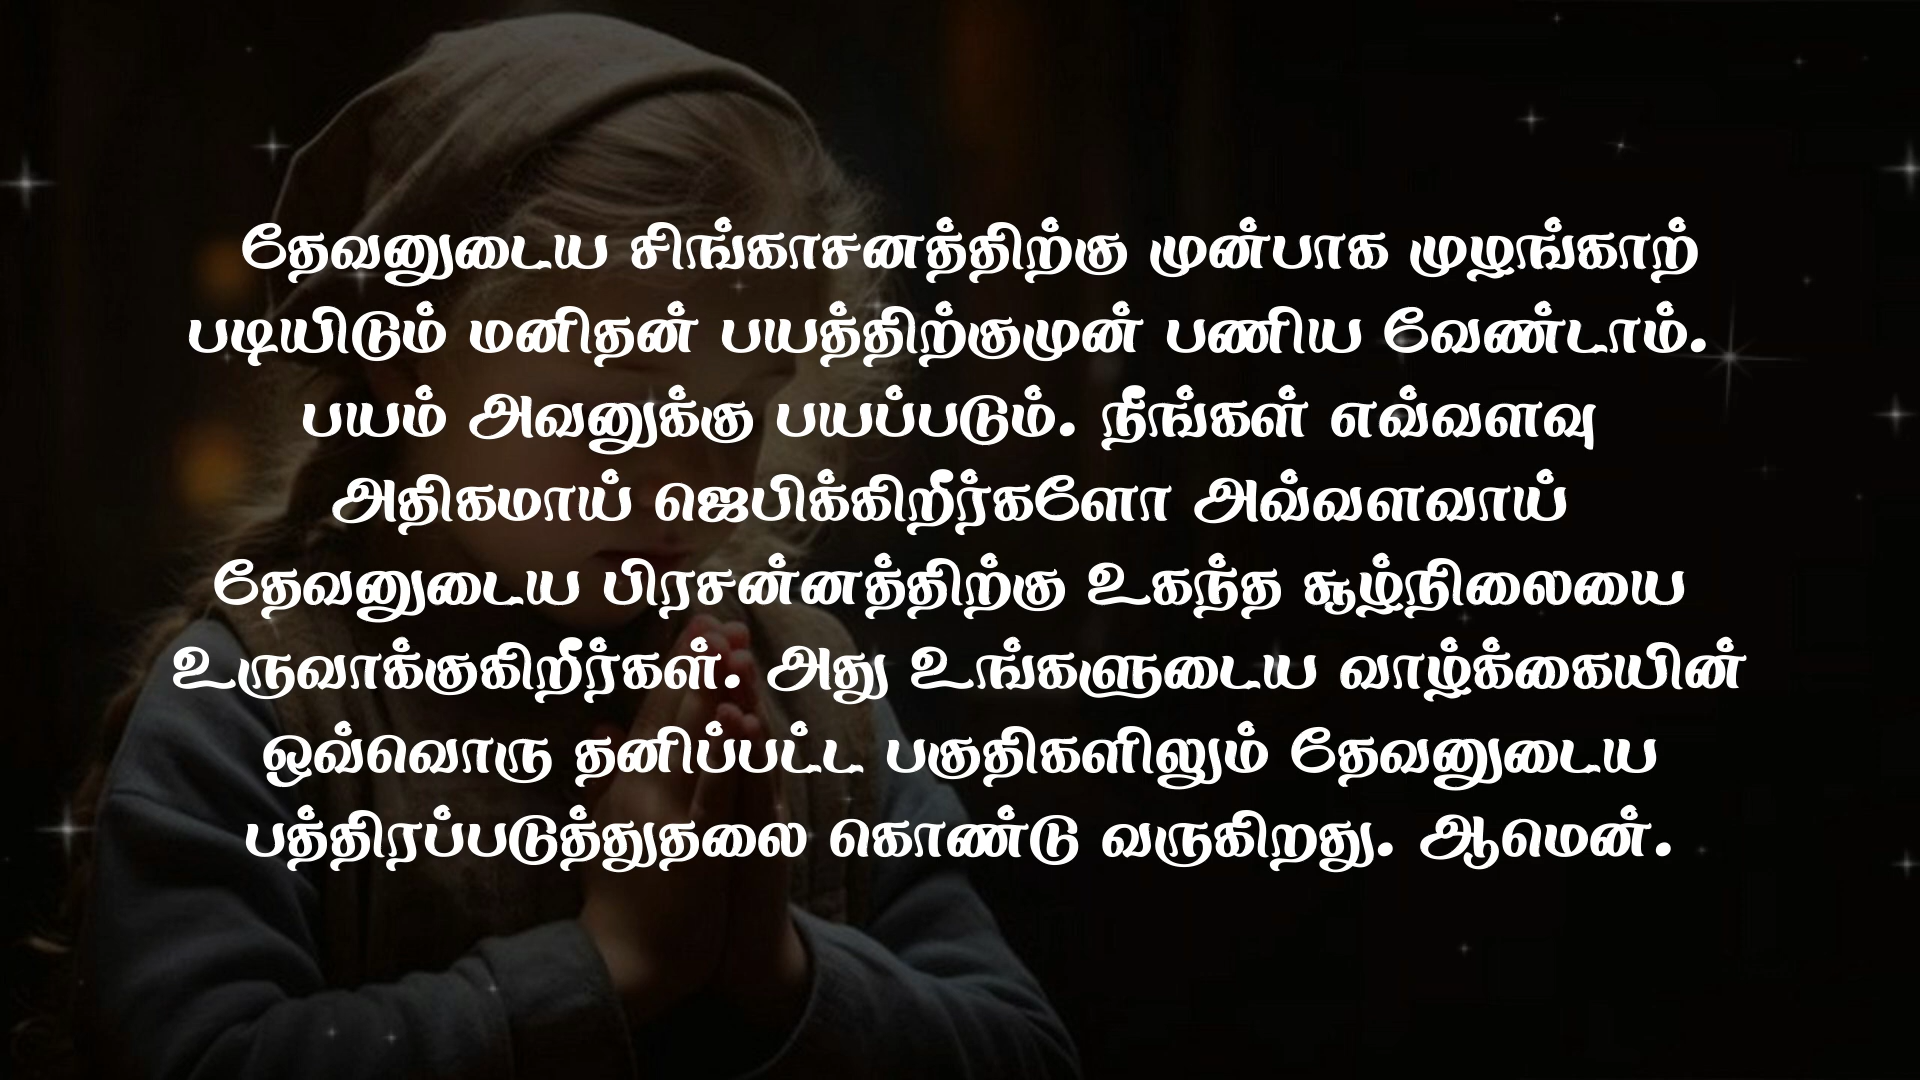 தேவனுடைய சிங்காசனத்திற்கு முன்பாக முழங்காற்
படியிடும் மனிதன் பயத்திற்குமுன் பணிய வேண்டாம்.
பயம் அவனுக்கு பயப்படும். நீங்கள் எவ்வளவு
அதிகமாய் ஜெபிக்கிறீர்களோ அவ்வளவாய்
தேவனுடைய பிரசன்னத்திற்கு உகந்த சூழ்நிலையை
உருவாக்குகிறீர்கள். அது உங்களுடைய வாழ்க்கையின்
ஒவ்வொரு தனிப்பட்ட பகுதிகளிலும் தேவனுடைய
பத்திரப்படுத்துதலை கொண்டு வருகிறது. ஆமென்.